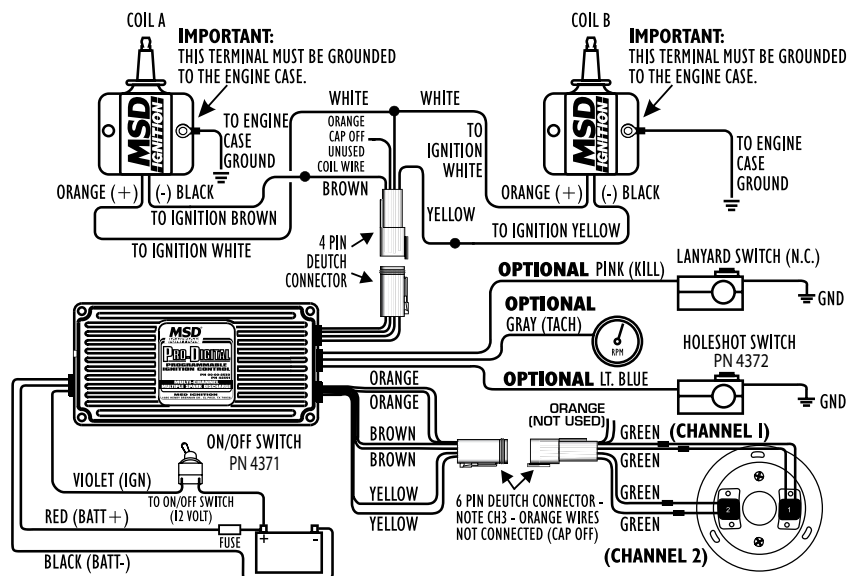 COIL A
IMPORTANT:
THIS TERMINAL MUST BE GROUNDED
TO THE ENGINE CASE.
COIL B
IMPORTANT:
THIS TERMINAL MUST BE GROUNDED
TO THE ENGINE CASE.
MSD
IGNITION
TO ENGINE
CASE
GROUND
WHITE
WHITE
ORANGE
CAP OFF
UNUSED
COIL WIRE
BROWN
TO
IGNITION
WHITE
MSD
IGNITION
TO ENGINE
CASE
GROUND
ORANGE (+)
(-) BLACK
TO IGNITION BROWN
TO IGNITION WHITE
4 PIN
DEUTCH
CONNECTOR
YELLOW
ORANGE (+)
(-) BLACK
TO IGNITION YELLOW
OPTIONAL PINK (KILL)
LANYARD SWITCH (N.C.)
GND
OPTIONAL
GRAY (TACH)
RPM
HOLESHOT SWITCH
PN 4372
OPTIONAL LT. BLUE
GND
MSD
IGNITION
PRO-DIGITAL
PROGRAMMABLE
IGNITION CONTROL
MULTI-CHANNEL
MULTIPLE SPARK DISCHARGE
MSD IGNITION
ORANGE
ORANGE
BROWN
BROWN
YELLOW
YELLOW
ORANGE
(NOT USED)
GREEN
(CHANNEL 1)
GREEN
GREEN
GREEN
(CHANNEL 2)
2
1
6 PIN DEUTCH CONNECTOR -
NOTE CH3 - ORANGE WIRES
NOT CONNECTED (CAP OFF)
ON/OFF SWITCH
PN 4371
VIOLET (IGN)
TO ON/OFF SWITCH
(12 VOLT)
RED (BATT+)
FUSE
+
-
BLACK (BATT-)